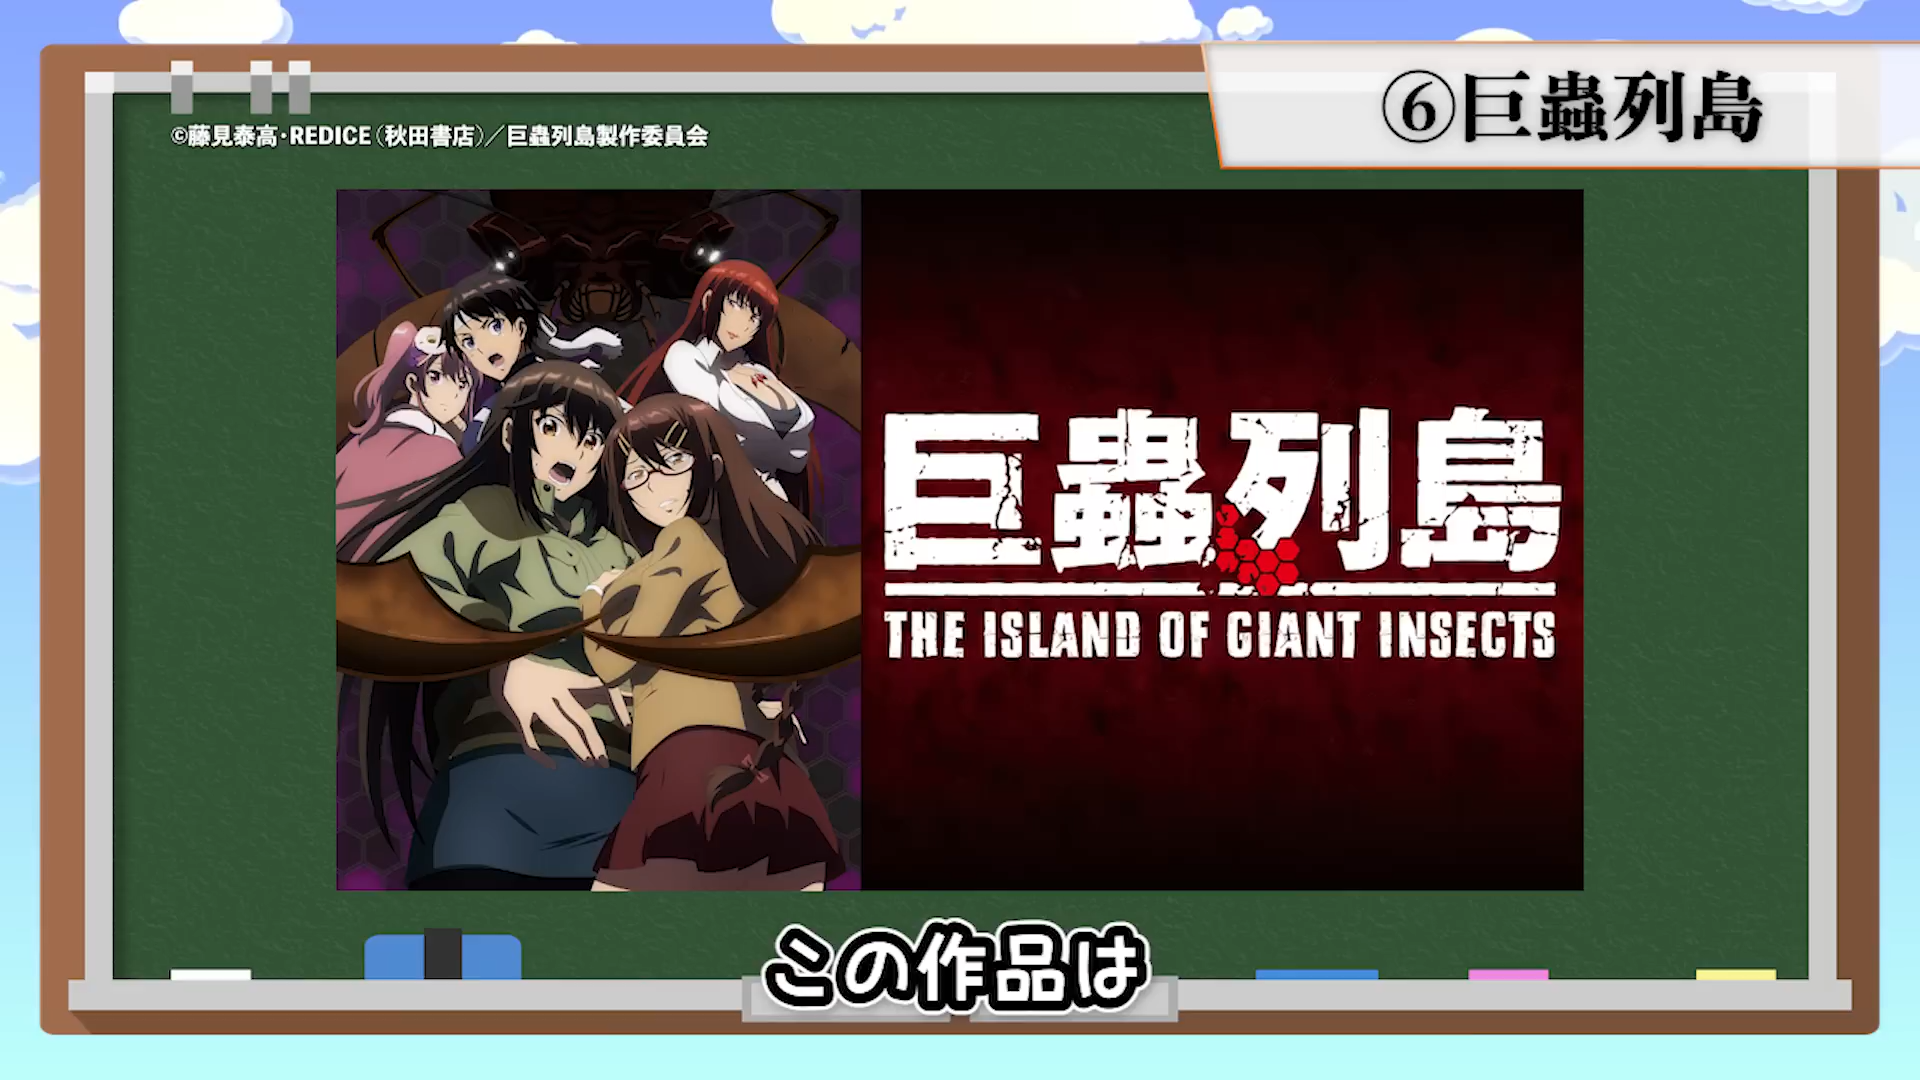 ⑥巨蟲列島
©藤見泰高・REDICE（秋田書店）／巨蟲列島製作委員会
巨蟲列島
THE ISLAND OF GIANT INSECTS
この作品は